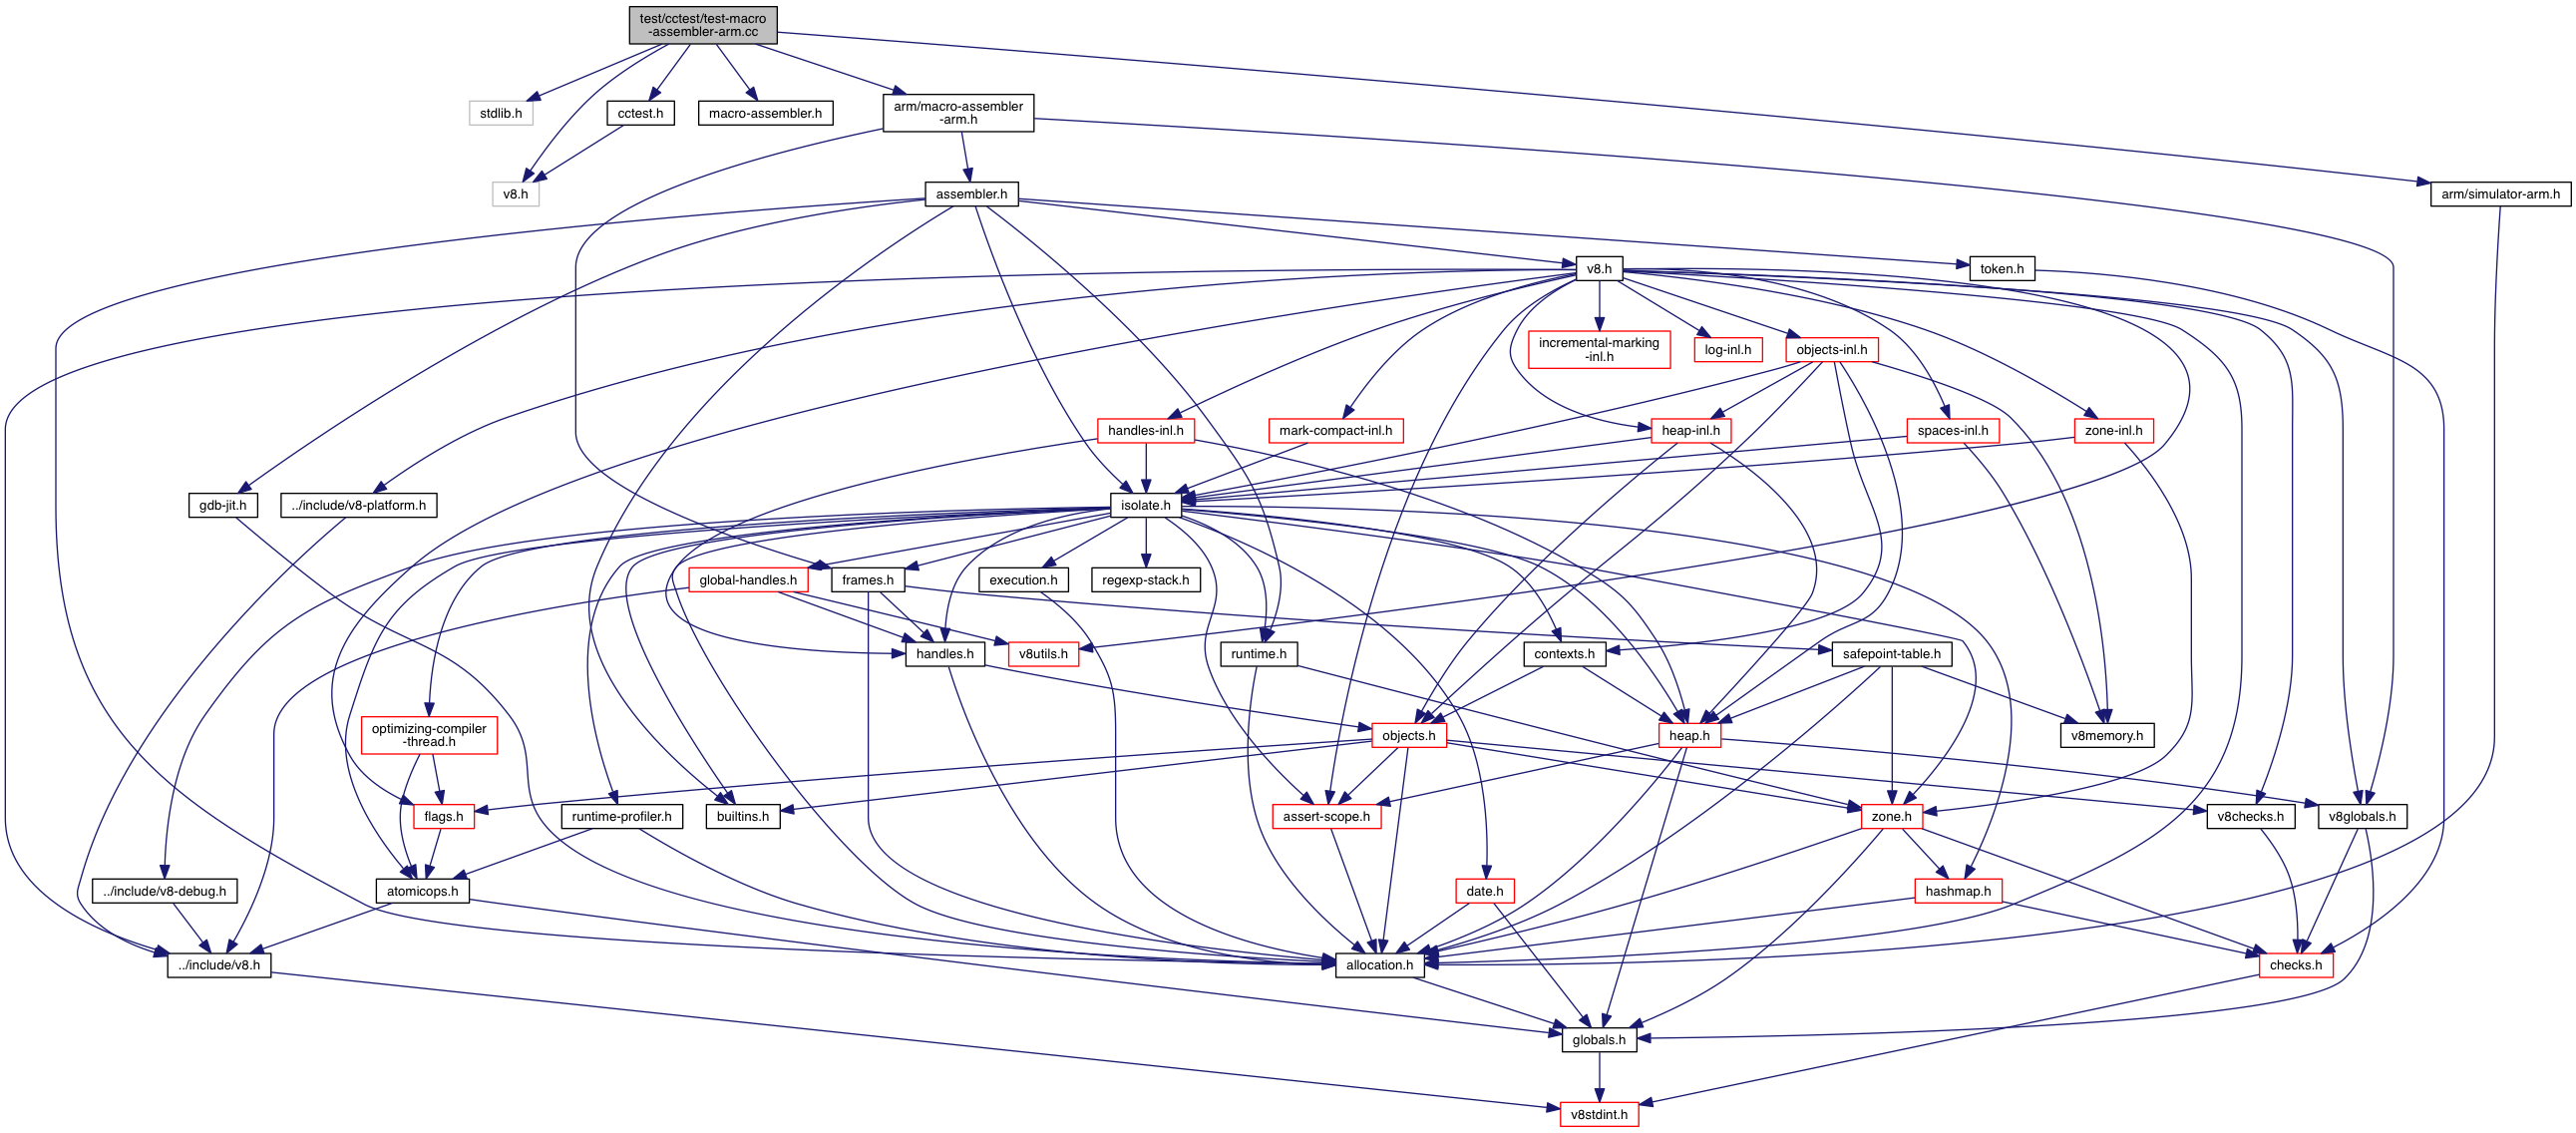 test/cctest/test-macro
-assembler-arm.cc
stdlib.h
cctest.h
macro-assembler.h
arm/macro-assembler
-arm.h
v8.h
assembler.h
arm/simulator-arm.h
v8.h
token.h
incremental-marking
-inl.h
log-inl.h
objects-inl.h
handles-inl.h
mark-compact-inl.h
heap-inl.h
spaces-inl.h
zone-inl.h
gdb-jit.h
../include/v8-platform.h
isolate.h
global-handles.h
frames.h
execution.h
regexp-stack.h
handles.h
v8utils.h
runtime.h
contexts.h
safepoint-table.h
optimizing-compiler
-thread.h
objects.h
heap.h
v8memory.h
flags.h
runtime-profiler.h
builtins.h
assert-scope.h
zone.h
v8checks.h
v8globals.h
../include/v8-debug.h
atomicops.h
date.h
hashmap.h
../include/v8.h
allocation.h
checks.h
globals.h
v8stdint.h